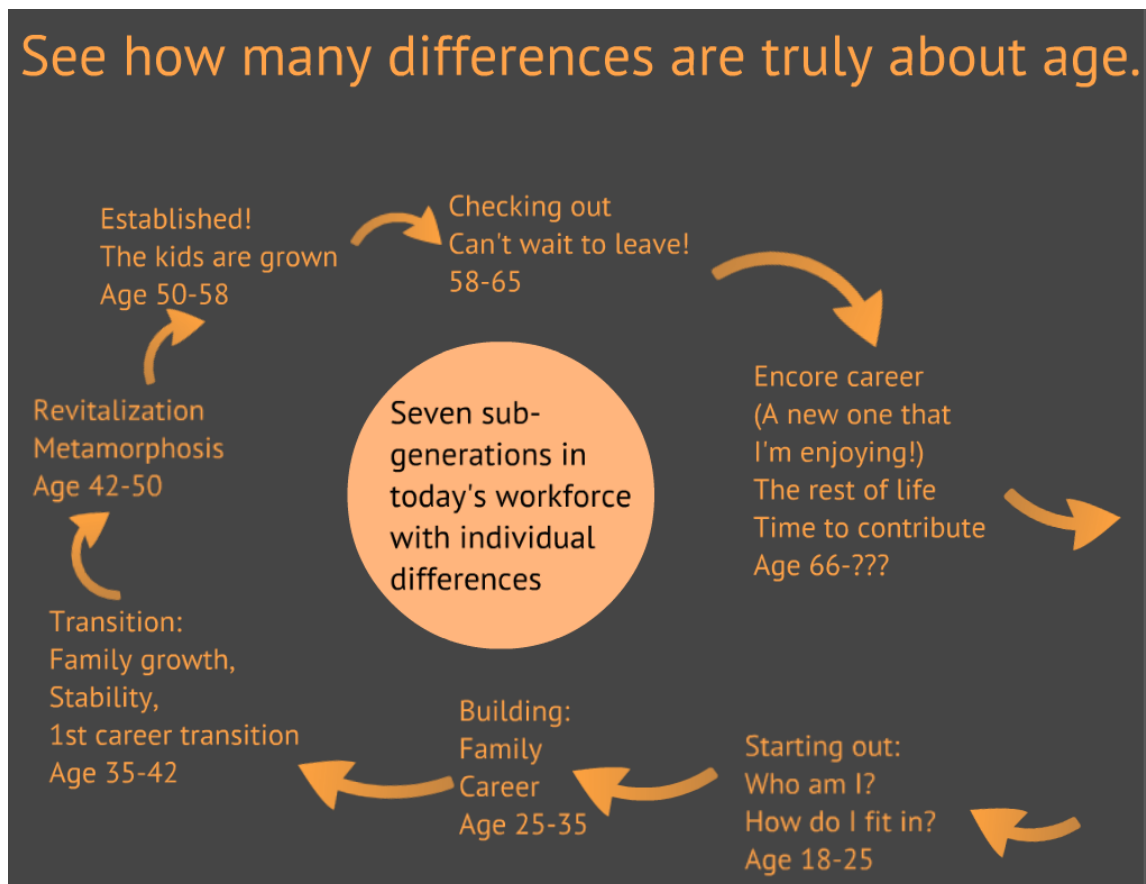 See how many differences are truly about age.
Established!
The kids are grown
Age 50-58
Checking out
Can't wait to leave!
58-65
Encore career
(A new one that
I'm enjoying!)
The rest of life
Time to contribute
Age 66-???
Revitalization
Metamorphosis
Age 42-50
Seven sub-
generations in
today's workforce
with individual
differences
Transition:
Family growth,
Stability,
1st career transition
Age 35-42
Building:
Family
Career
Age 25-35
Starting out:
Who am I?
How do I fit in?
Age 18-25